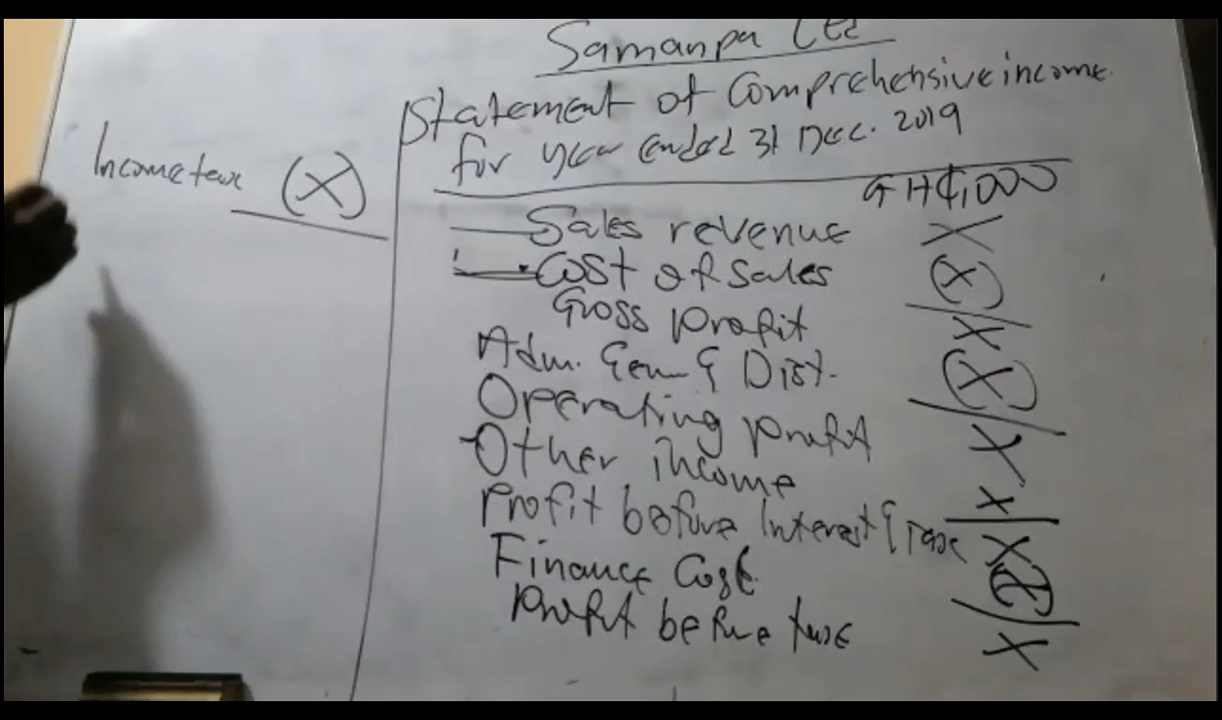 Samanpa Ltd
Statement of Comprehensive income
for year ended 31 Dec. 2019
GH₵,000
Sales revenue X
Cost of sales (X)
Gross profit X
Adm. Gen & Dist. (X)
Operating profit X
Other income X
Profit before Interest & Tax X
Finance Cost (X)
Profit before tax X
Income tax (X)